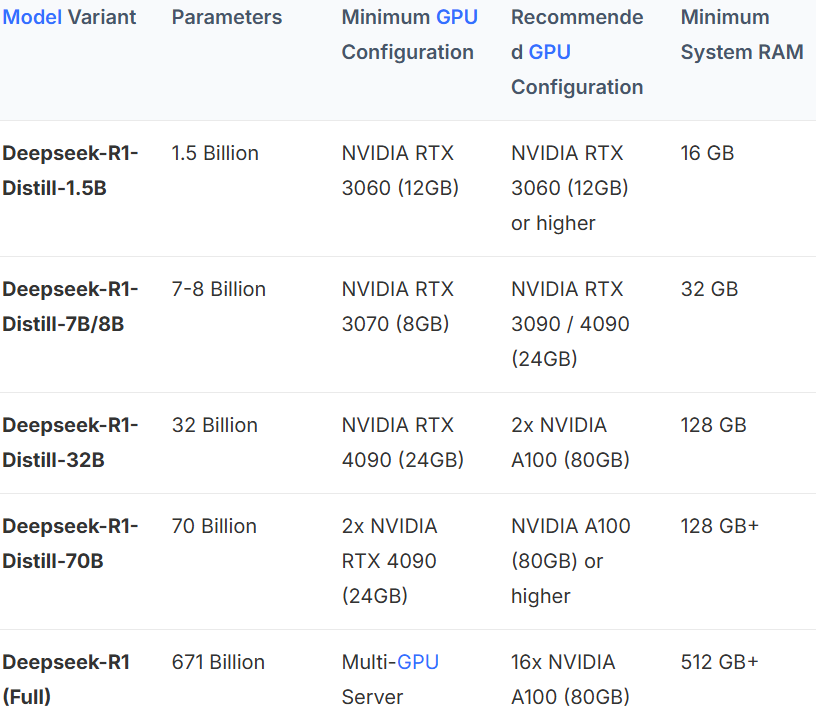 Model Variant
Parameters
Minimum GPU
Configuration
Recommende
d GPU
Configuration
Minimum
System RAM
Deepseek-R1-
Distill-1.5B
1.5 Billion
NVIDIA RTX
3060 (12GB)
NVIDIA RTX
3060 (12GB)
or higher
16 GB
Deepseek-R1-
Distill-7B/8B
7-8 Billion
NVIDIA RTX
3070 (8GB)
NVIDIA RTX
3090 / 4090
(24GB)
32 GB
Deepseek-R1-
Distill-32B
32 Billion
NVIDIA RTX
4090 (24GB)
2x NVIDIA
A100 (80GB)
128 GB
Deepseek-R1-
Distill-70B
70 Billion
2x NVIDIA
RTX 4090
(24GB)
NVIDIA A100
(80GB) or
higher
128 GB+
Deepseek-R1
(Full)
671 Billion
Multi-GPU
Server
16x NVIDIA
A100 (80GB)
512 GB+